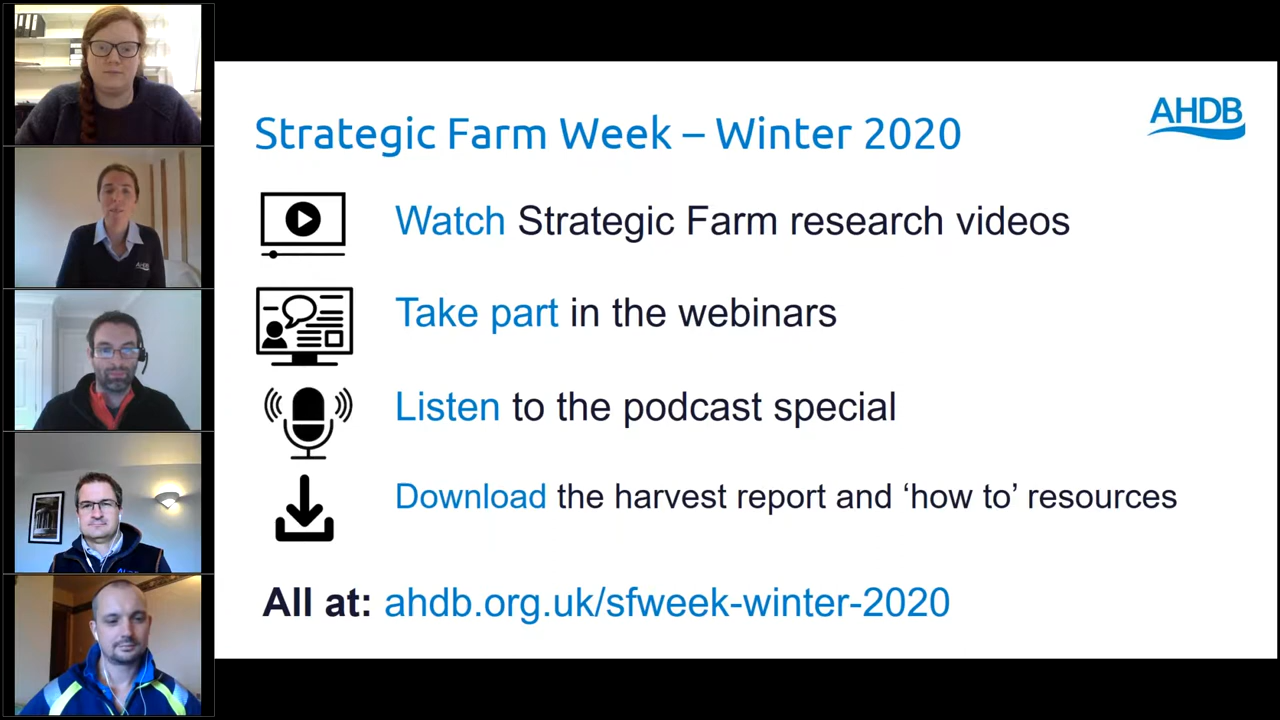 Strategic Farm Week – Winter 2020
AHDB
Watch Strategic Farm research videos
Take part in the webinars
Listen to the podcast special
Download the harvest report and ‘how to’ resources
All at: ahdb.org.uk/sfweek-winter-2020
AHDB